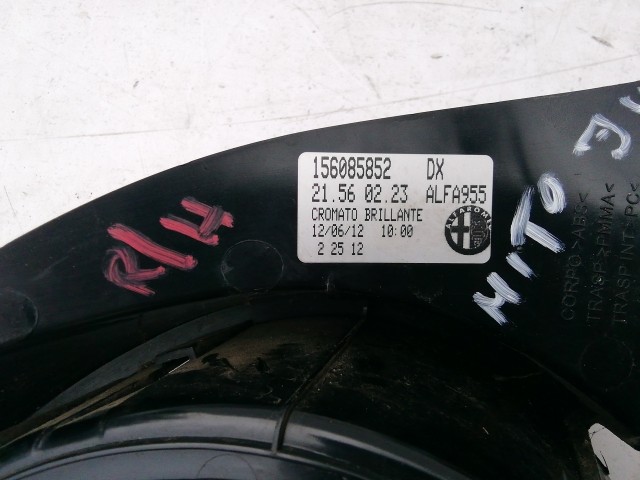 156085852 DX
21.56 02.23 ALFA955
CROMATO BRILLANTE
12/06/12 10:00
2 25 12
R/H
MITO
CORPO >ABS<
TRASP >PMMA<
TRASP INT >PC<